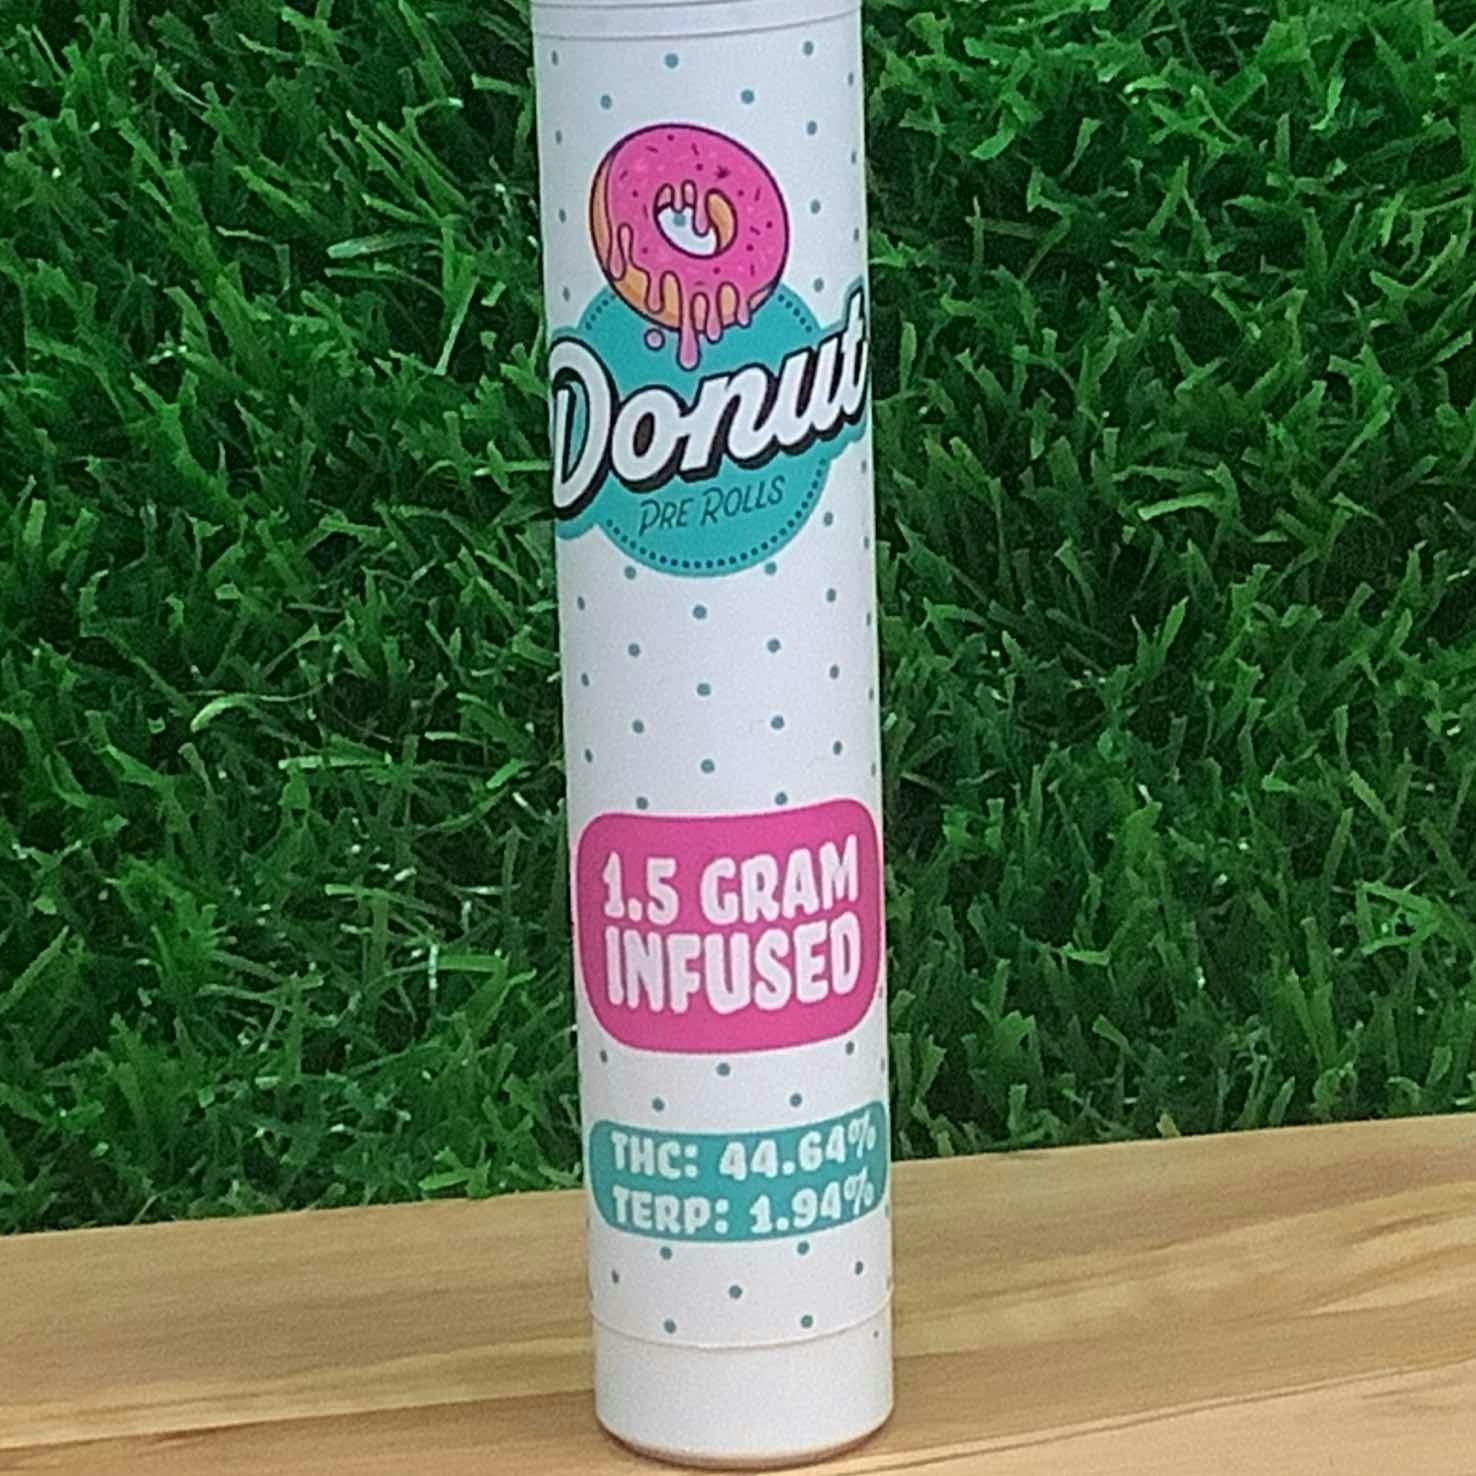 Donut
PRE ROLLS
1.5 GRAM
INFUSED
THC: 44.64%
TERP: 1.94%